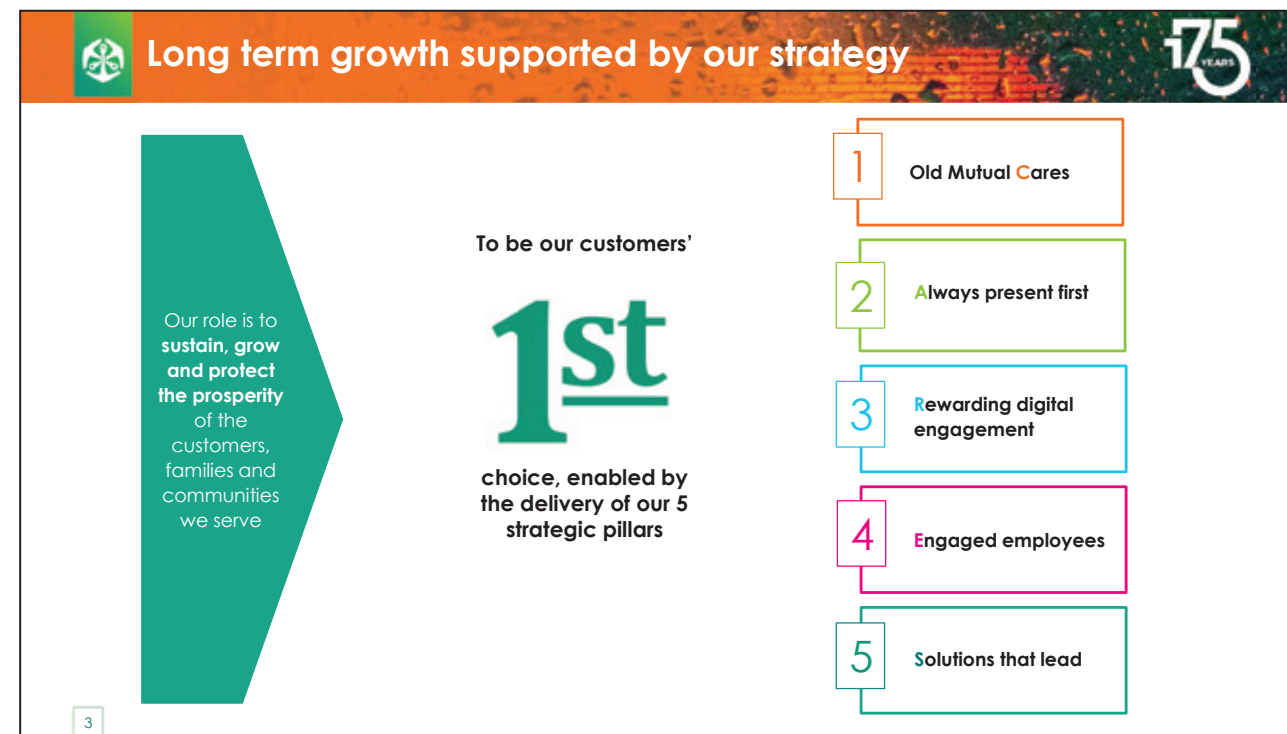 Long term growth supported by our strategy
175
YEARS
Our role is to
sustain, grow
and protect
the prosperity
of the
customers,
families and
communities
we serve
To be our customers’
1st
choice, enabled by
the delivery of our 5
strategic pillars
1
Old Mutual Cares
2
Always present first
3
Rewarding digital
engagement
4
Engaged employees
5
Solutions that lead
3